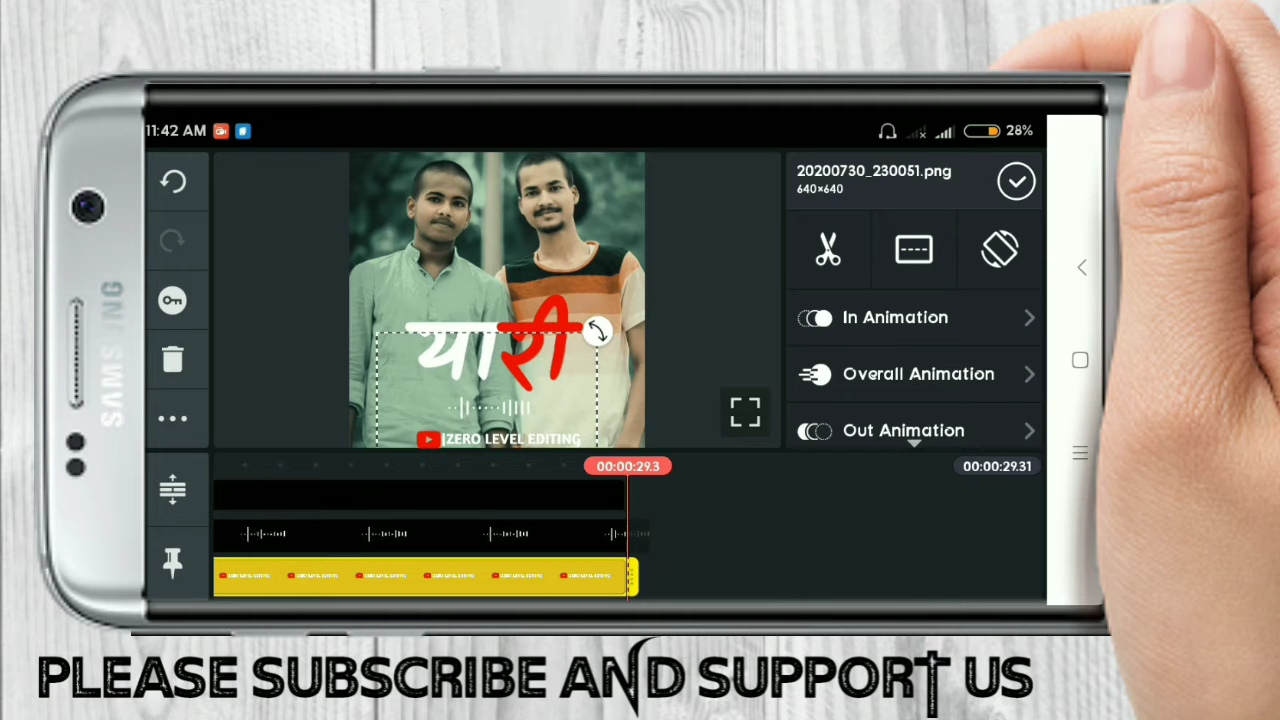 11:42 AM
28%
20200730_230051.png
640×640
In Animation
Overall Animation
Out Animation
यारी
|ZERO LEVEL EDITING
00:00:29.3
00:00:29.31
SAMSUNG
PLEASE SUBSCRIBE AND SUPPORT US